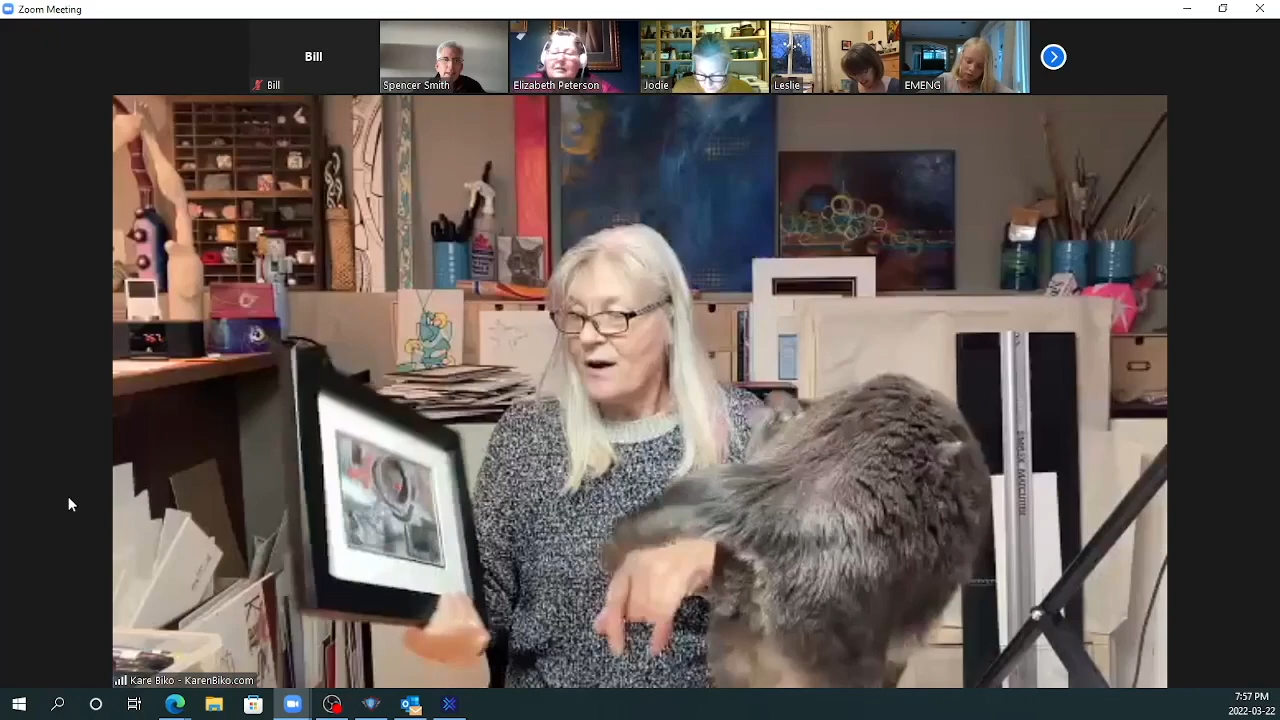 Zoom Meeting
Bill
Bill
Spencer Smith
Elizabeth Peterson
Jodie
Leslie
EMENG
Kare Biko - KarenBiko.com
7:57 PM
2022-03-22